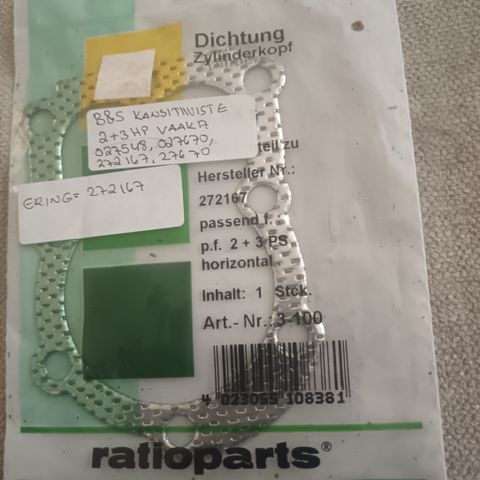 Dichtung
Zylinderkopf
B&S KANSITIIVISTE
2+3HP VAAKA
027548, 027670,
272167, 27670
teil zu
ERING= 272167
Hersteller Nr.:
272167
passend f.
p.f. 2 + 3 PS
horizontal
Inhalt: 1 Stck.
Art.- Nr.: 3-100
4 023055 108381
ratioparts®